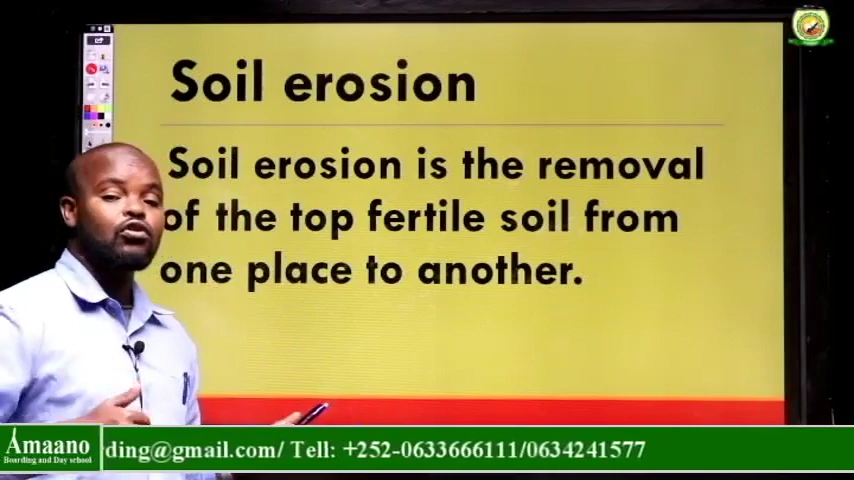 Soil erosion
Soil erosion is the removal
of the top fertile soil from
one place to another.
Amaano
Boarding and Day school
ding@gmail.com/ Tell: +252-0633666111/0634241577